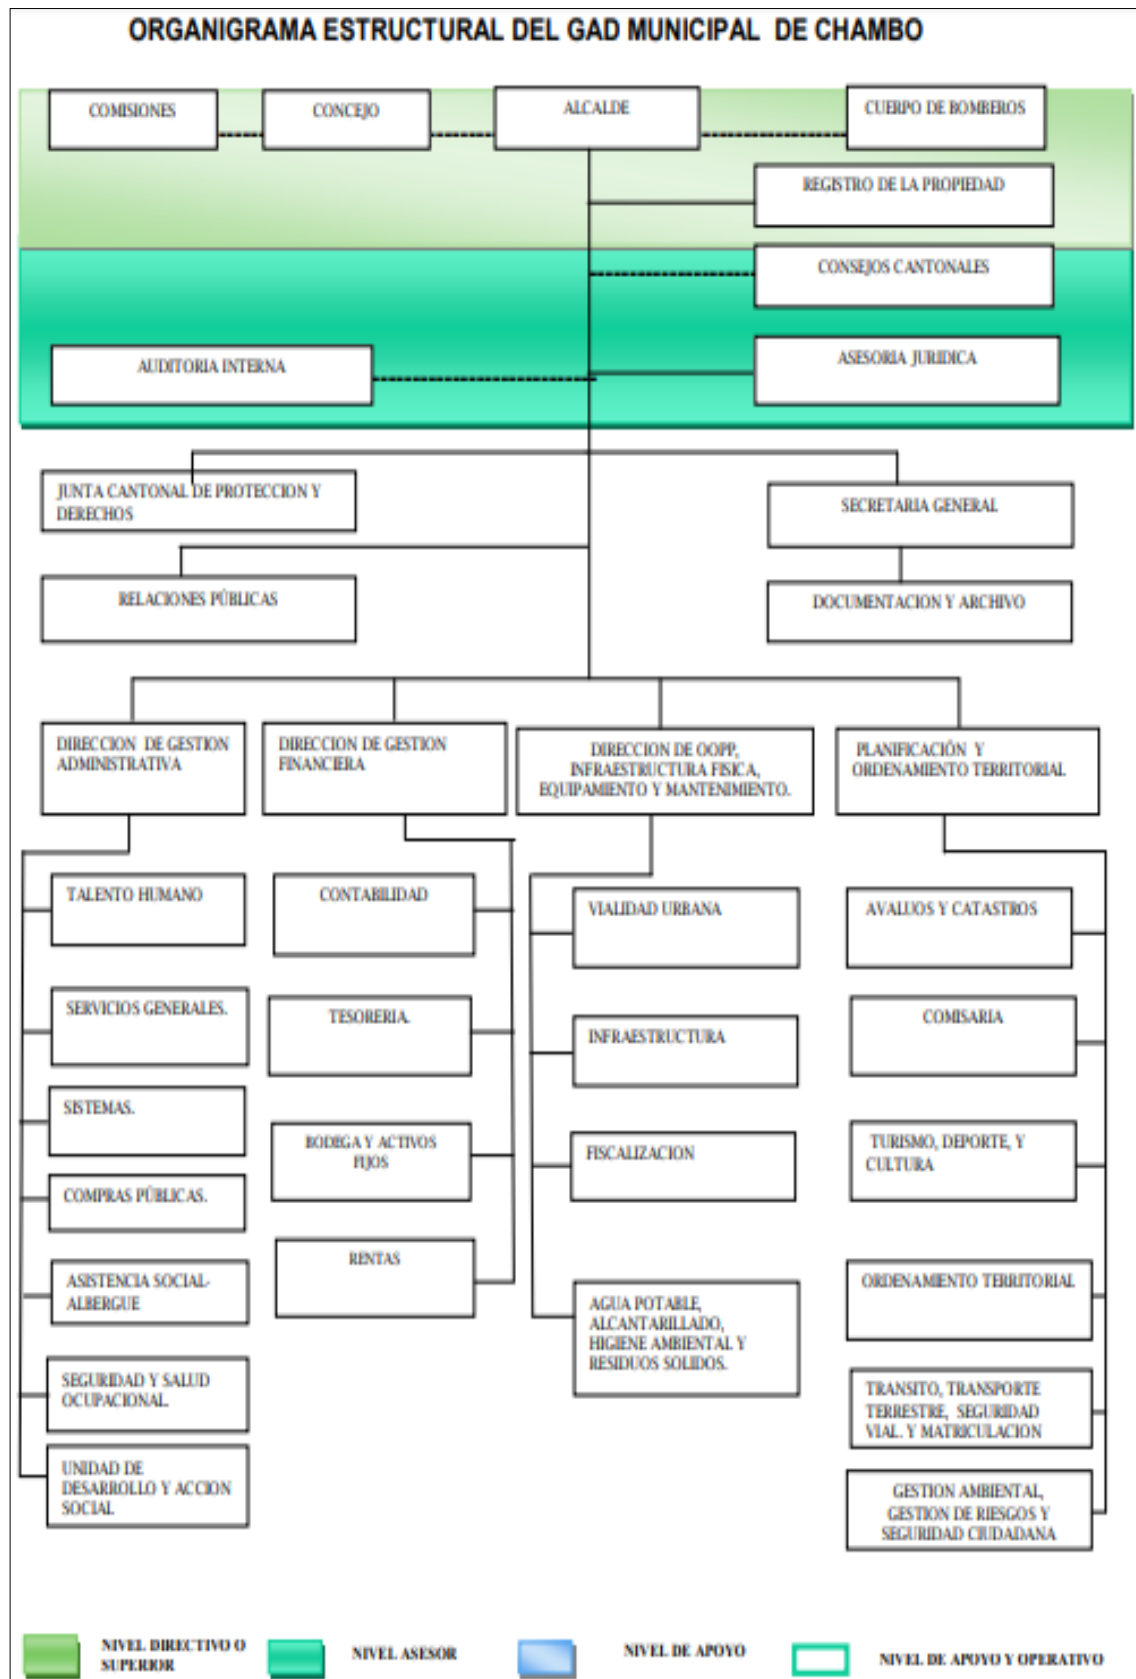 ORGANIGRAMA ESTRUCTURAL DEL GAD MUNICIPAL DE CHAMBO
COMISIONES
CONCEJO
ALCALDE
CUERPO DE BOMBEROS
REGISTRO DE LA PROPIEDAD
CONSEJOS CANTONALES
AUDITORIA INTERNA
ASESORIA JURIDICA
JUNTA CANTONAL DE PROTECCION Y
DERECHOS
SECRETARIA GENERAL
RELACIONES PÚBLICAS
DOCUMENTACION Y ARCHIVO
DIRECCION DE GESTION
ADMINISTRATIVA
DIRECCION DE GESTION
FINANCIERA
DIRECCION DE OOPP,
INFRAESTRUCTURA FISICA,
EQUIPAMIENTO Y MANTENIMIENTO.
PLANIFICACIÓN Y
ORDENAMIENTO TERRITORIAL
TALENTO HUMANO
SERVICIOS GENERALES.
SISTEMAS.
COMPRAS PÚBLICAS.
ASISTENCIA SOCIAL-
ALBERGUE
SEGURIDAD Y SALUD
OCUPACIONAL.
UNIDAD DE
DESARROLLO Y ACCION
SOCIAL
CONTABILIDAD
TESORERIA.
BODEGA Y ACTIVOS
FIJOS
RENTAS
VIALIDAD URBANA
INFRAESTRUCTURA
FISCALIZACION
AGUA POTABLE,
ALCANTARILLADO,
HIGIENE AMBIENTAL Y
RESIDUOS SOLIDOS.
AVALUOS Y CATASTROS
COMISARIA
TURISMO, DEPORTE, Y
CULTURA
ORDENAMIENTO TERRITORIAL
TRANSITO, TRANSPORTE
TERRESTRE, SEGURIDAD
VIAL. Y MATRICULACION
GESTION AMBIENTAL,
GESTION DE RIESGOS Y
SEGURIDAD CIUDADANA
NIVEL DIRECTIVO O
SUPERIOR
NIVEL ASESOR
NIVEL DE APOYO
NIVEL DE APOYO Y OPERATIVO